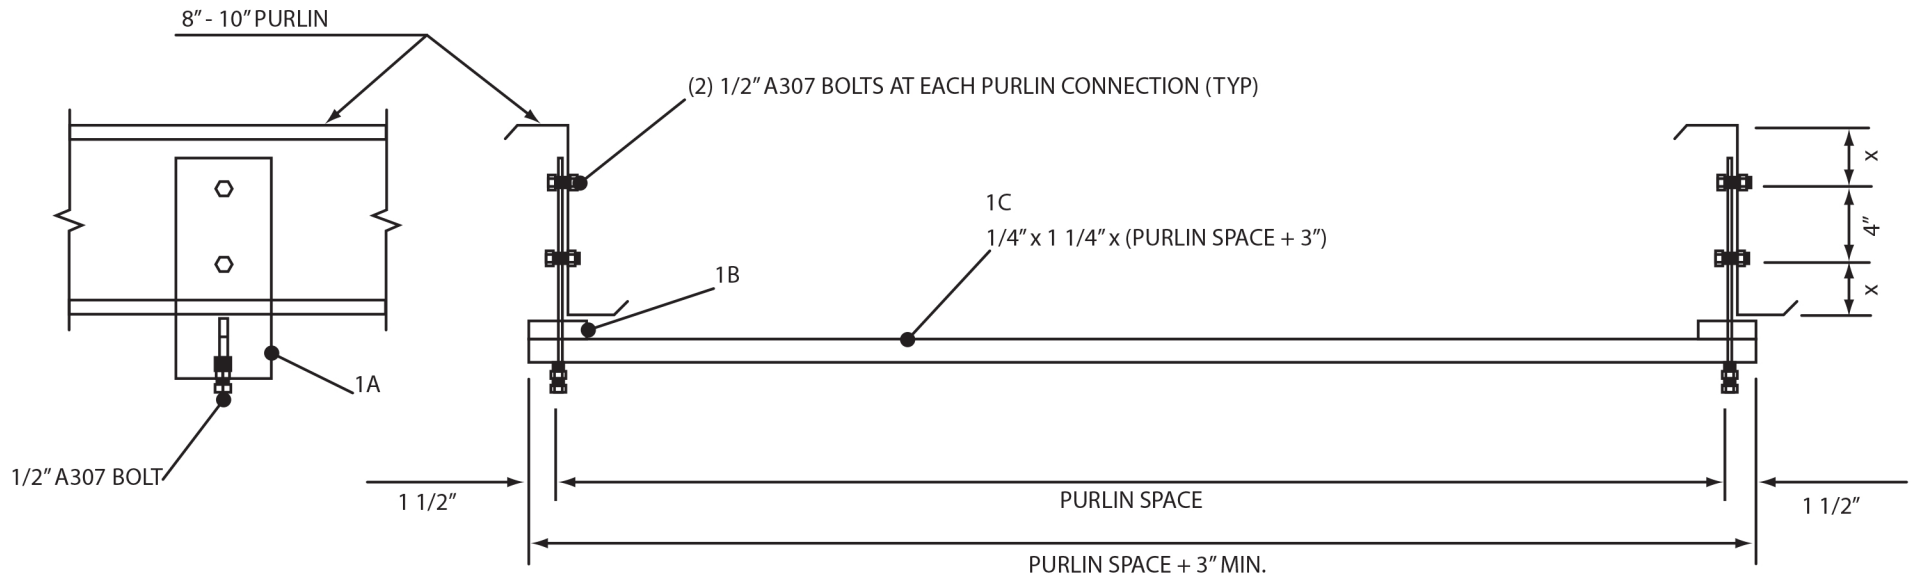 8” - 10” PURLIN
(2) 1/2” A307 BOLTS AT EACH PURLIN CONNECTION (TYP)
x
1C
1/4” x 1 1/4” x (PURLIN SPACE + 3”)
4”
1B
x
1A
1/2” A307 BOLT
1 1/2”
PURLIN SPACE
1 1/2”
PURLIN SPACE + 3” MIN.